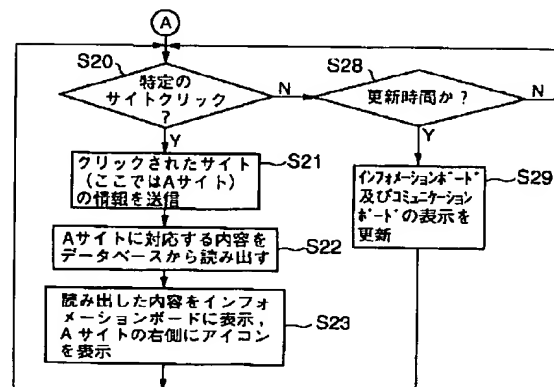 A
S20
特定の
サイトクリック
?
N
Y
S28
更新時間か?
N
Y
クリックされたサイト
(ここではAサイト)
の情報を送信
S21
Aサイトに対応する内容を
データベースから読み出す
S22
読み出した内容をインフォ
メーションボードに表示,
Aサイトの右側にアイコン
を表示
S23
インフォメーションボード
及びコミュニケーション
ボードの表示を
更新
S29